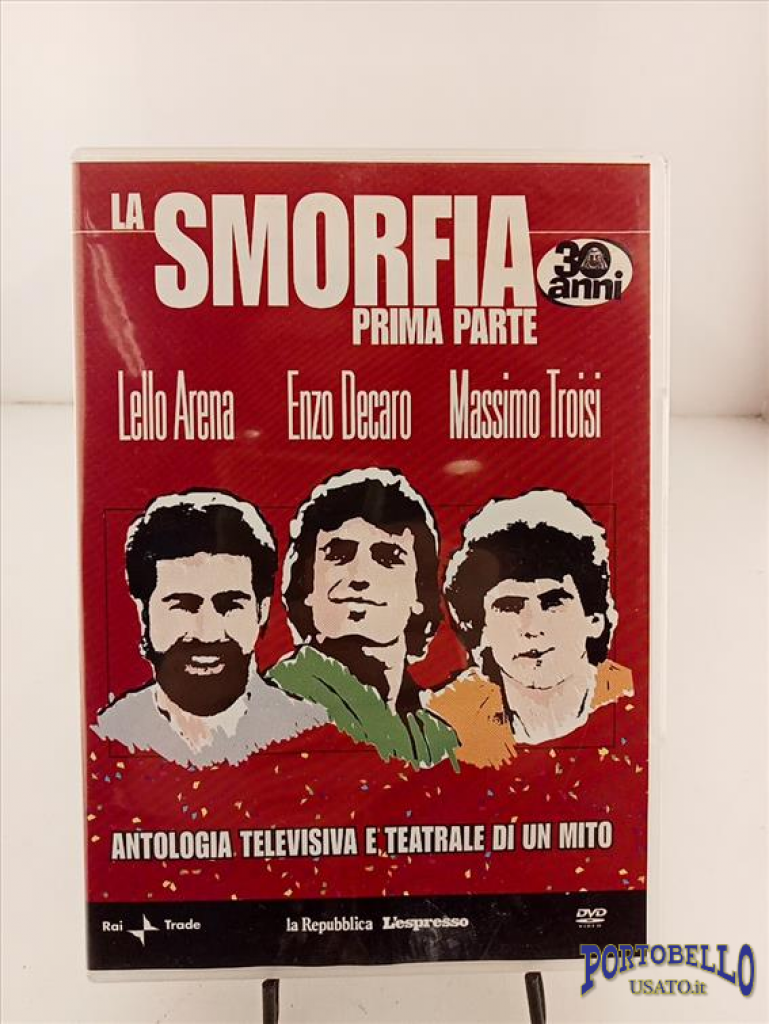 LA SMORFIA
30 anni
PRIMA PARTE
Lello Arena Enzo Decaro Massimo Troisi
ANTOLOGIA TELEVISIVA E TEATRALE DI UN MITO
Rai Trade la Repubblica L'espresso DVD VIDEO
PORTOBELLO
USATO.it